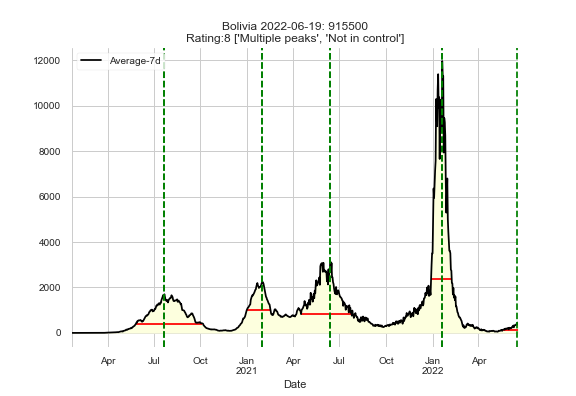 Bolivia 2022-06-19: 915500
Rating:8 ['Multiple peaks', 'Not in control']
Average-7d
12000
10000
8000
6000
4000
2000
0
Apr Jul Oct Jan Apr Jul Oct Jan Apr
2021 2022
Date